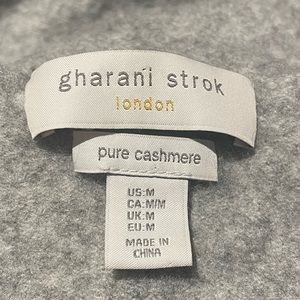 gharani strok
london
pure cashmere
US:M
CA:M/M
UK:M
EU:M
MADE IN
CHINA